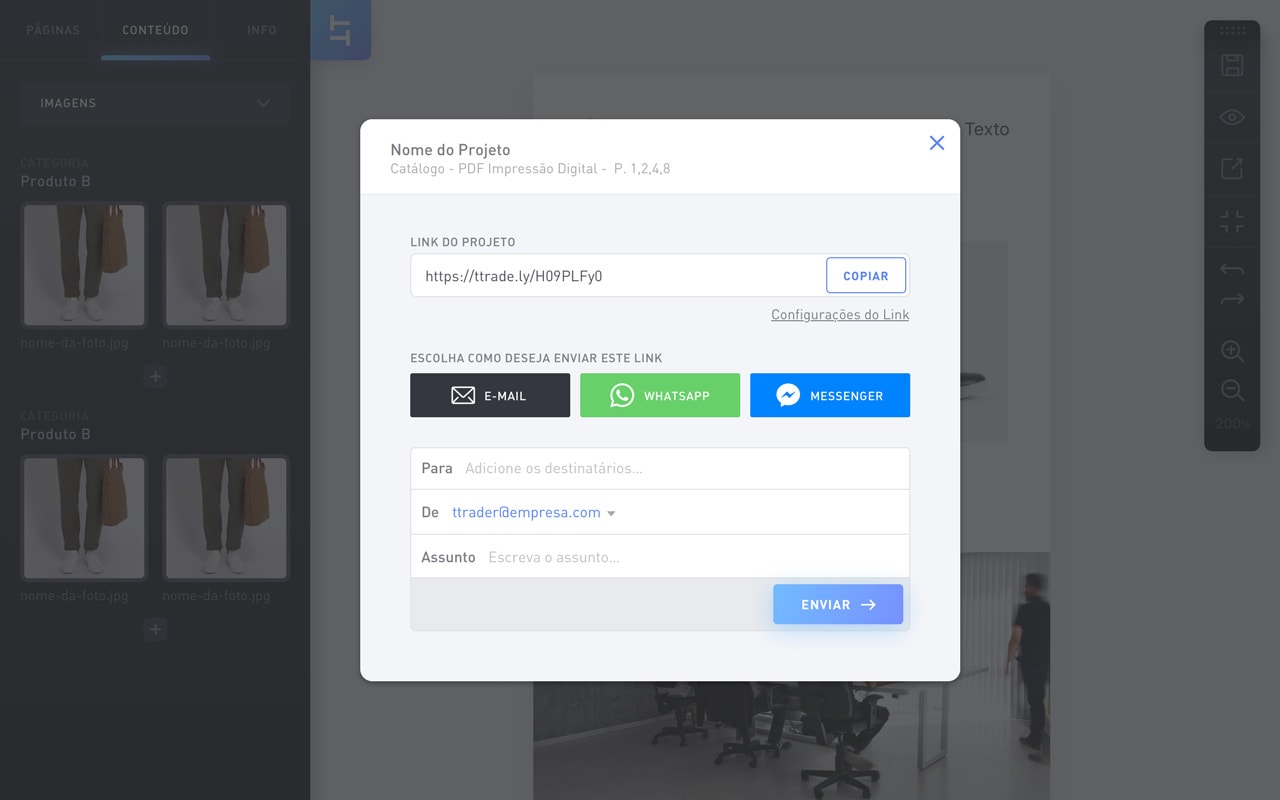 PÁGINAS
CONTEÚDO
INFO
IMAGENS
CATEGORIA
Produto B
nome-da-foto.jpg
nome-da-foto.jpg
CATEGORIA
Produto B
nome-da-foto.jpg
nome-da-foto.jpg
Texto
Nome do Projeto
Catálogo - PDF Impressão Digital - P. 1,2,4,8
LINK DO PROJETO
https://ttrade.ly/H09PLFy0
COPIAR
Configurações do Link
ESCOLHA COMO DESEJA ENVIAR ESTE LINK
E-MAIL
WHATSAPP
MESSENGER
Para Adicione os destinatários...
De ttrader@empresa.com
Assunto Escreva o assunto...
ENVIAR
200%